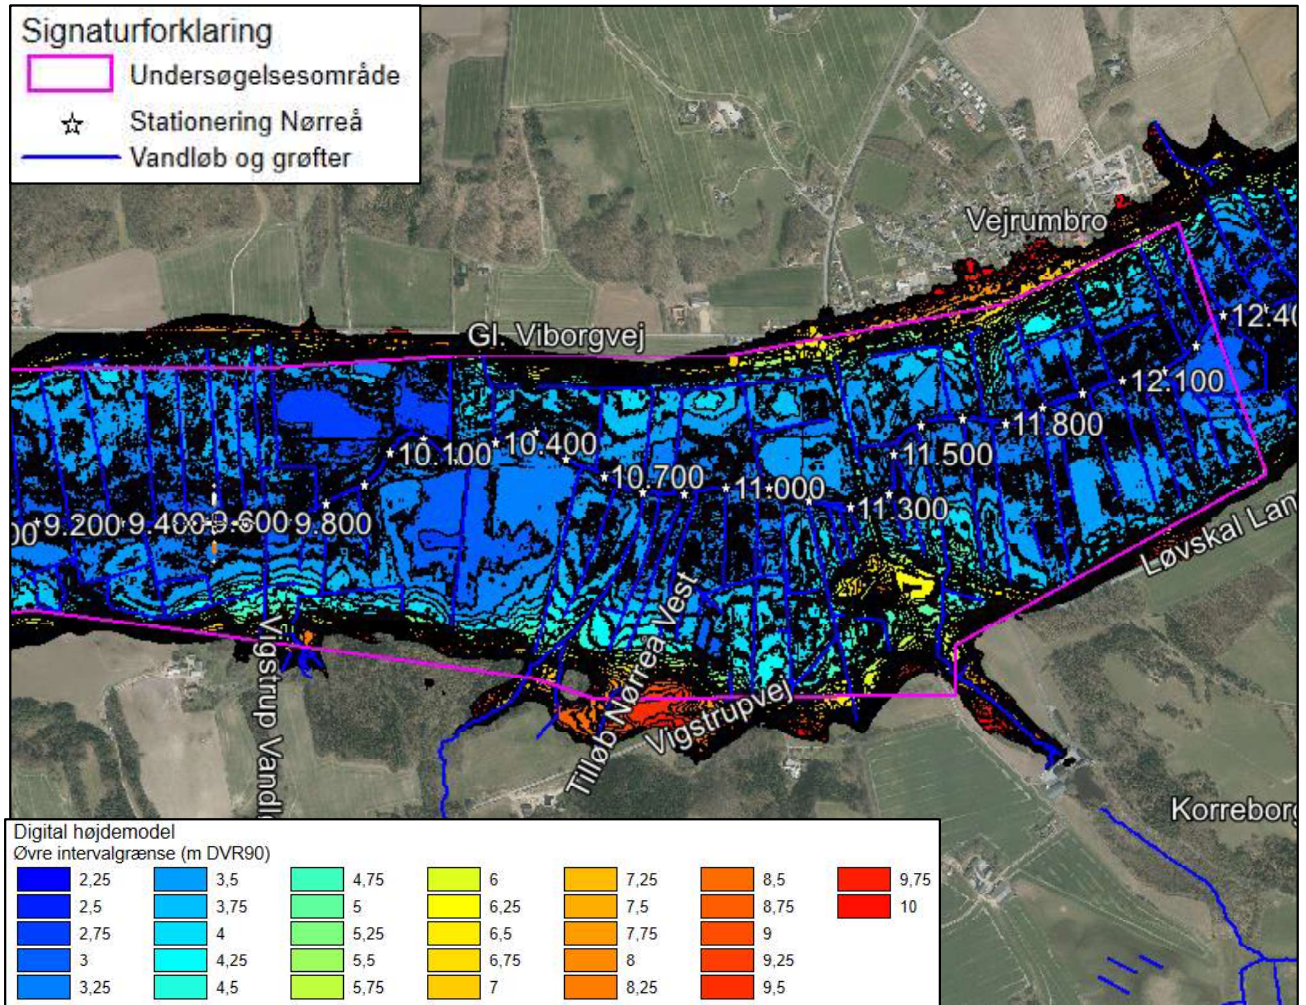 Signaturforklaring
Undersøgelsesområde
Stationering Nørreå
Vandløb og grøfter
Vejrumbro
Gl. Viborgvej
12.40
12.100
11.800
11.500
11.300
11.000
10.700
10.400
10.100
9.800
9.600
9.400
9.200
00
Løvskal Lan
Vigstrup Vandl
Tilløb Nørreå Vest
Vigstrupvej
Korreborg
Digital højdemodel
Øvre intervalgrænse (m DVR90)
2,25 3,5 4,75 6 7,25 8,5 9,75
2,5 3,75 5 6,25 7,5 8,75 10
2,75 4 5,25 6,5 7,75 9
3 4,25 5,5 6,75 8 9,25
3,25 4,5 5,75 7 8,25 9,5